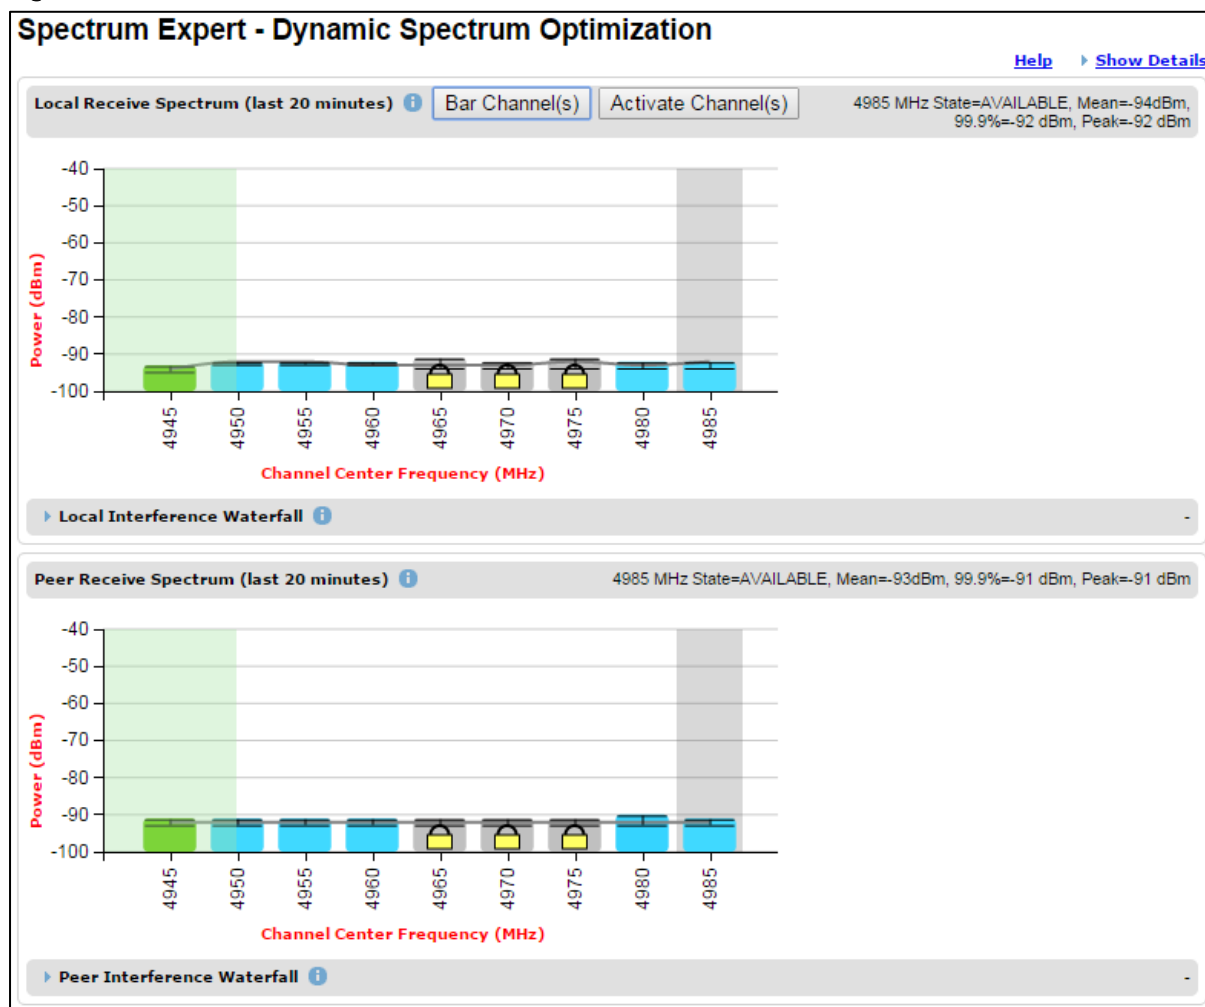 Spectrum Expert - Dynamic Spectrum Optimization
Help Show Details
Local Receive Spectrum (last 20 minutes) Bar Channel(s) Activate Channel(s) 4985 MHz State=AVAILABLE, Mean=-94dBm,
99.9%=-92 dBm, Peak=-92 dBm
Power (dBm)
-40
-50
-60
-70
-80
-90
-100
4945 4950 4955 4960 4965 4970 4975 4980 4985
Channel Center Frequency (MHz)
Local Interference Waterfall -
Peer Receive Spectrum (last 20 minutes) 4985 MHz State=AVAILABLE, Mean=-93dBm, 99.9%=-91 dBm, Peak=-91 dBm
Power (dBm)
-40
-50
-60
-70
-80
-90
-100
4945 4950 4955 4960 4965 4970 4975 4980 4985
Channel Center Frequency (MHz)
Peer Interference Waterfall -